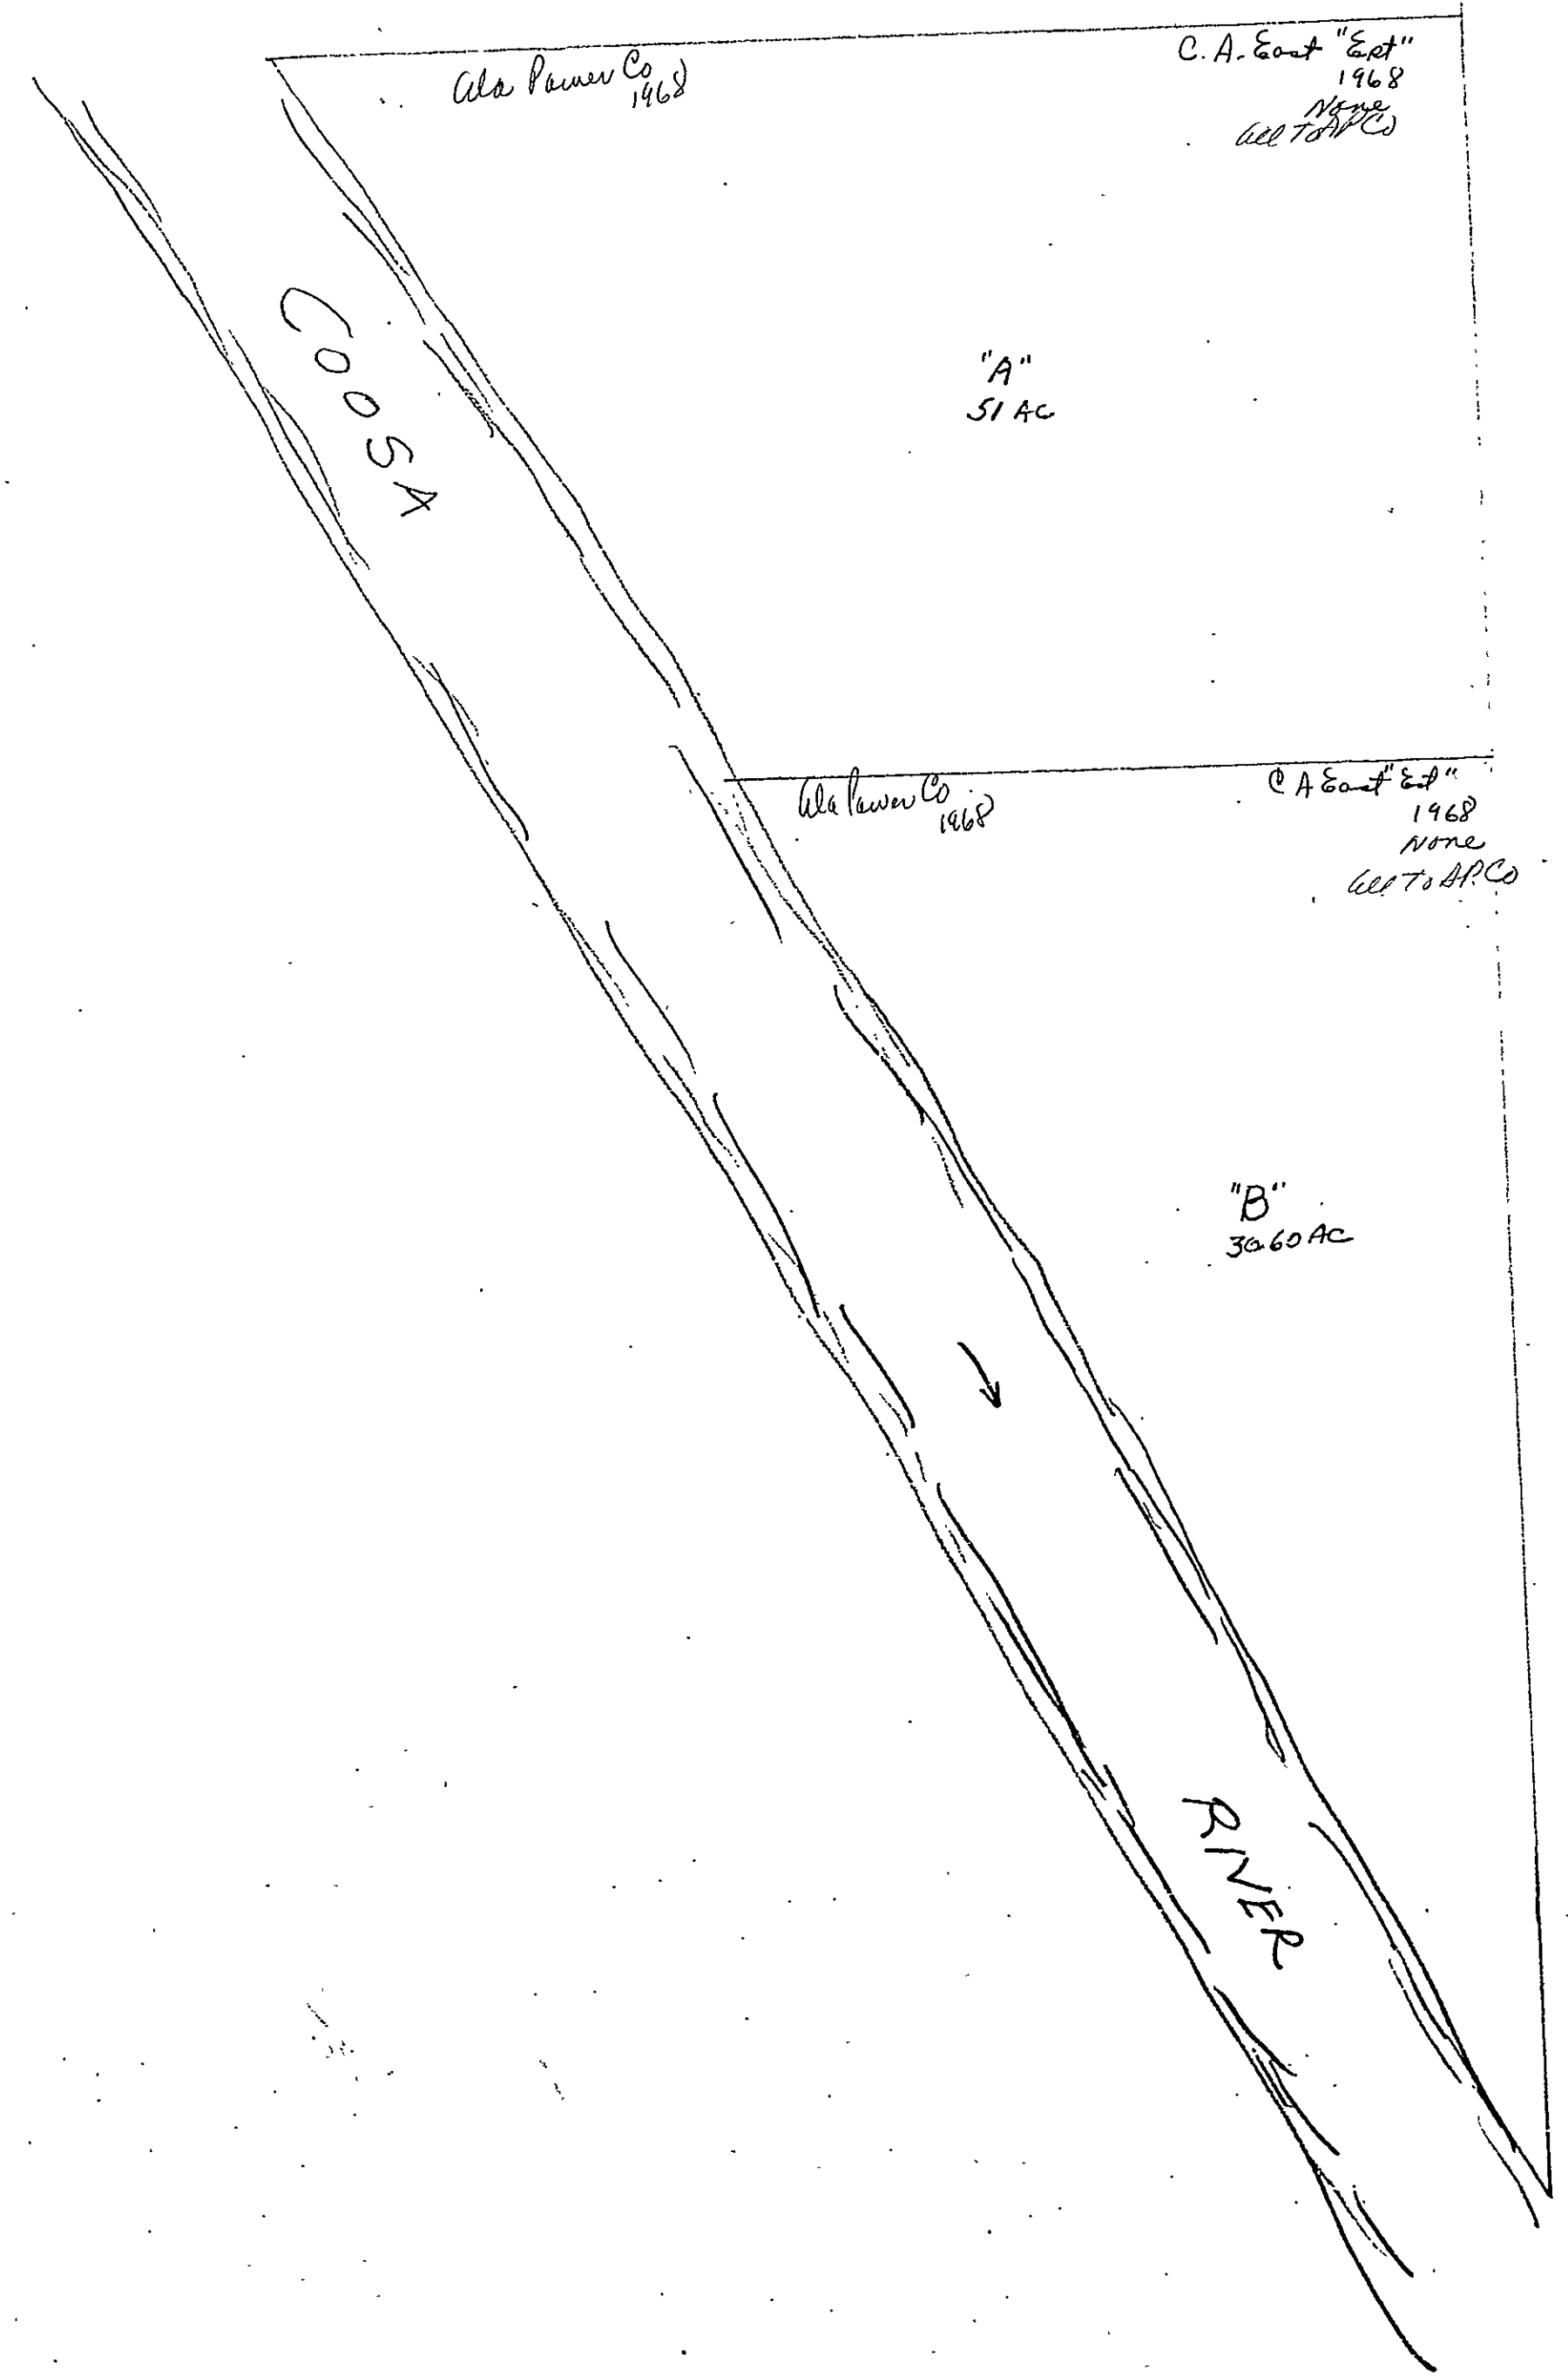 Ala Power Co
1968
C. A. East "Est"
1968
None
All To AP Co
COOSA
"A"
51 AC
Ala Power Co
1968
C A East "Est"
1968
None
All To A.P. Co
"B"
30.60 AC
RIVER